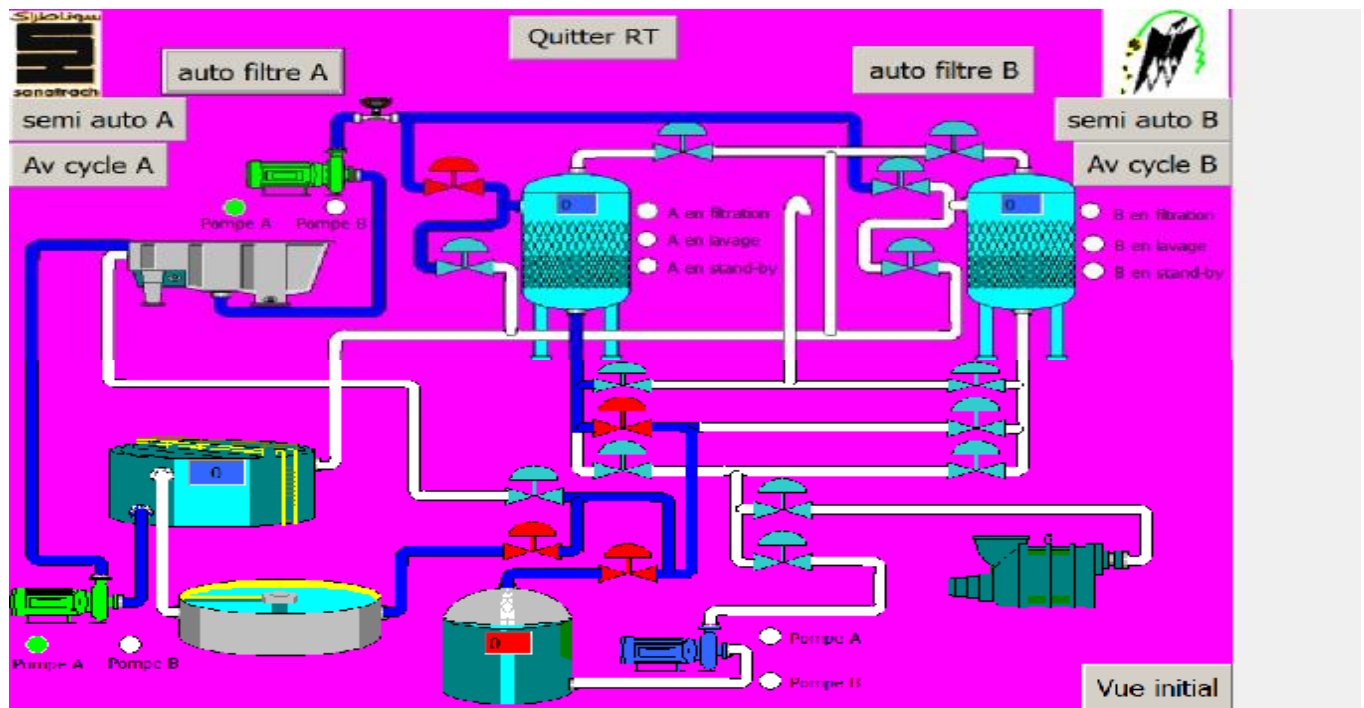 سوناطراك
Quitter RT
auto filtre A
auto filtre B
sonatrach
semi auto A
semi auto B
Av cycle A
Av cycle B
0
0
A en filtration
B en filtration
Pompe A
Pompe B
A en lavage
B en lavage
A en stand-by
B en stand-by
0
0
Pompe A
Pompe A
Pompe B
Pompe B
Vue initial